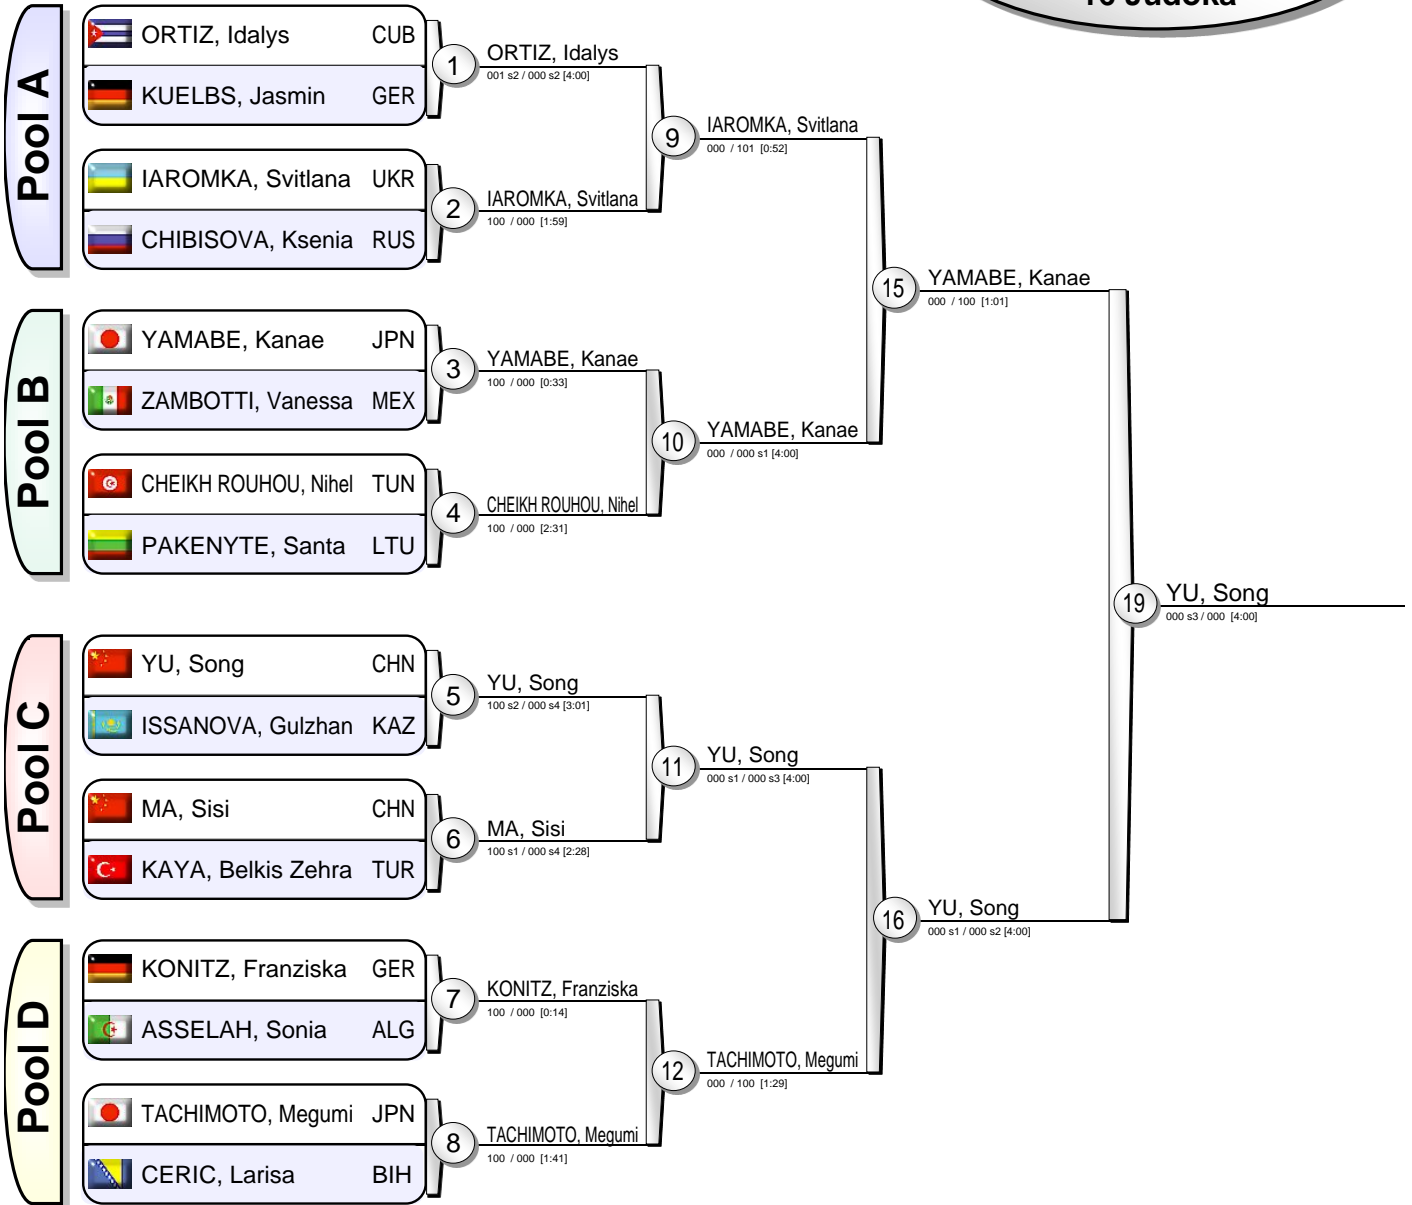 16 Judoka
Pool A
ORTIZ, Idalys CUB
KUELBS, Jasmin GER
IAROMKA, Svitlana UKR
CHIBISOVA, Ksenia RUS
Pool B
YAMABE, Kanae JPN
ZAMBOTTI, Vanessa MEX
CHEIKH ROUHOU, Nihel TUN
PAKENYTE, Santa LTU
Pool C
YU, Song CHN
ISSANOVA, Gulzhan KAZ
MA, Sisi CHN
KAYA, Belkis Zehra TUR
Pool D
KONITZ, Franziska GER
ASSELAH, Sonia ALG
TACHIMOTO, Megumi JPN
CERIC, Larisa BIH
1
ORTIZ, Idalys
001 s2 / 000 s2 [4:00]
2
IAROMKA, Svitlana
100 / 000 [1:59]
3
YAMABE, Kanae
100 / 000 [0:33]
4
CHEIKH ROUHOU, Nihel
100 / 000 [2:31]
5
YU, Song
100 s2 / 000 s4 [3:01]
6
MA, Sisi
100 s1 / 000 s4 [2:28]
7
KONITZ, Franziska
100 / 000 [0:14]
8
TACHIMOTO, Megumi
100 / 000 [1:41]
9
IAROMKA, Svitlana
000 / 101 [0:52]
10
YAMABE, Kanae
000 / 000 s1 [4:00]
11
YU, Song
000 s1 / 000 s3 [4:00]
12
TACHIMOTO, Megumi
000 / 100 [1:29]
15
YAMABE, Kanae
000 / 100 [1:01]
16
YU, Song
000 s1 / 000 s2 [4:00]
19
YU, Song
000 s3 / 000 [4:00]